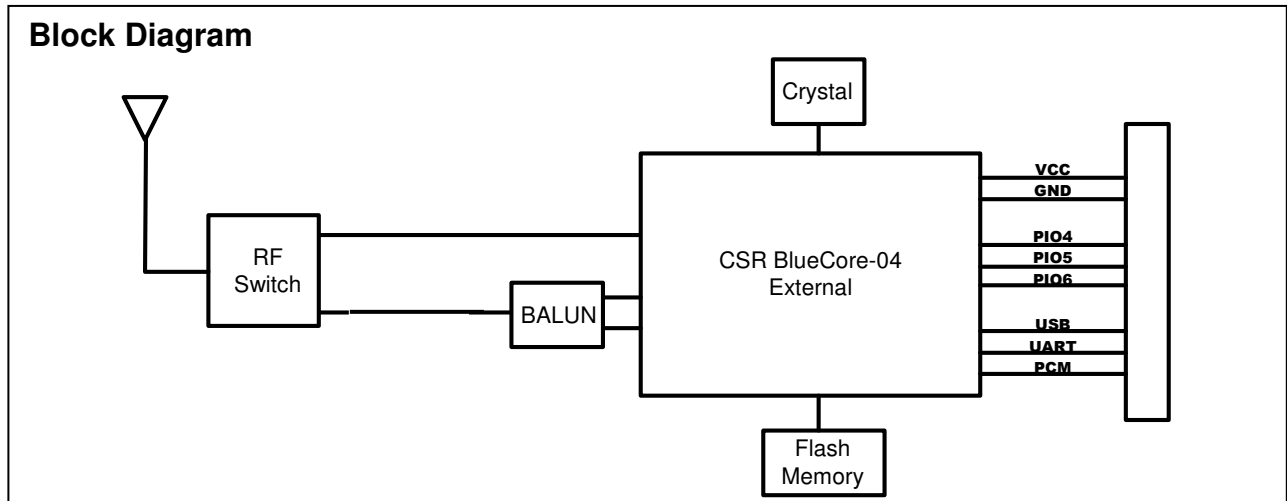 Block Diagram
Crystal
VCC
GND
RF
Switch
PIO4
CSR BlueCore-04
External
PIO5
PIO6
BALUN
USB
UART
PCM
Flash
Memory